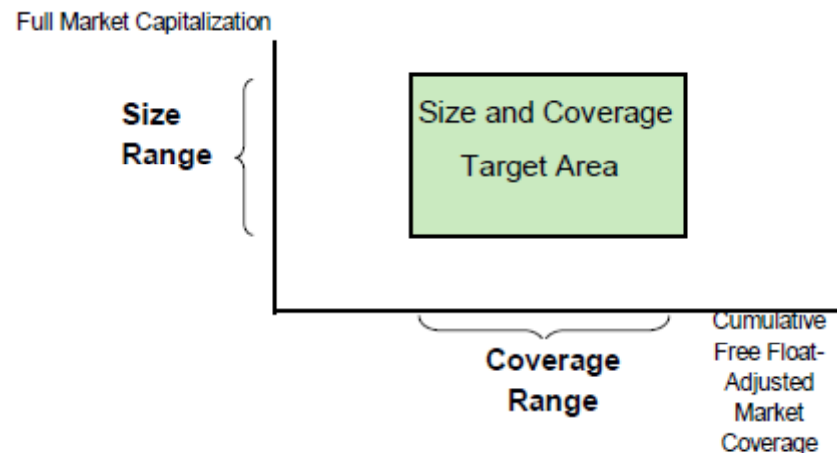 Full Market Capitalization
Size
Range
Size and Coverage
Target Area
Coverage
Range
Cumulative
Free Float-
Adjusted
Market
Coverage